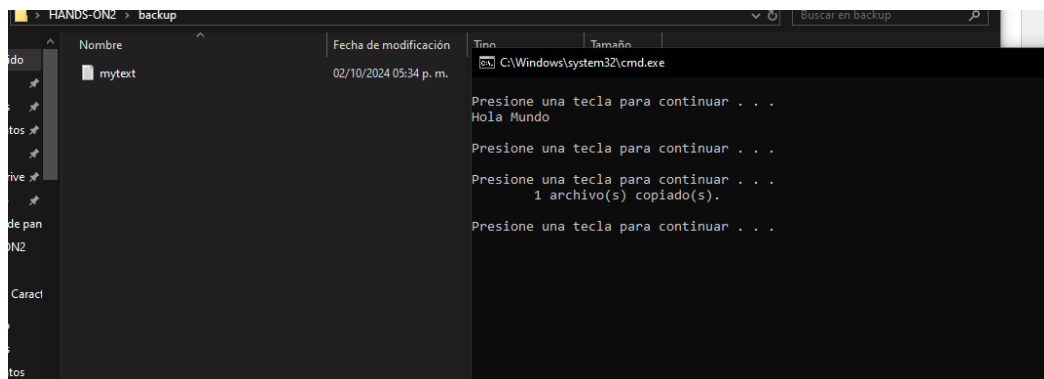 > HANDS-ON2 > backup
Buscar en backup
Nombre
Fecha de modificación
Tipo
Tamaño
mytext
02/10/2024 05:34 p. m.
ido
tos
rive
de pan
ON2
Caract
tos
C:\Windows\system32\cmd.exe
Presione una tecla para continuar . . .
Hola Mundo
Presione una tecla para continuar . . .
Presione una tecla para continuar . . .
1 archivo(s) copiado(s).
Presione una tecla para continuar . . .